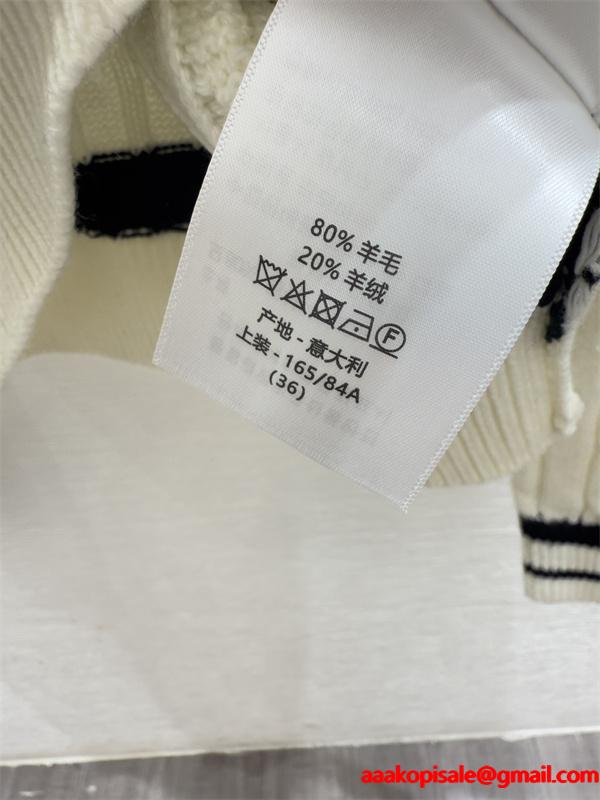 80% 羊毛
20% 羊绒
F
产地 - 意大利
上装 - 165/84A
(36)
aaakopisale@gmail.com